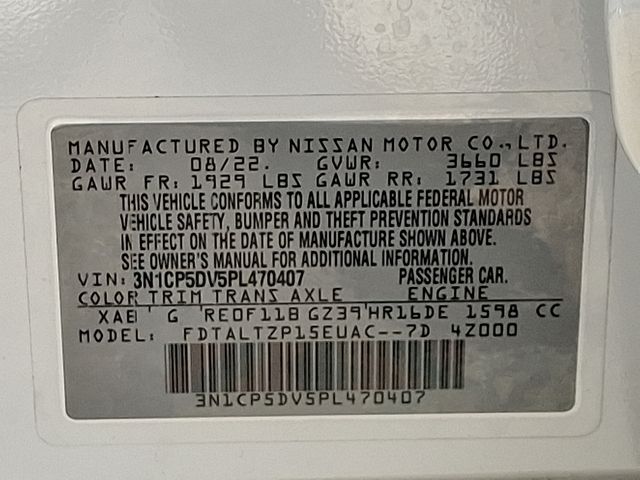 MANUFACTURED BY NISSAN MOTOR CO., LTD.
DATE: 08/22. GVWR: 3660 LBS
GAWR FR: 1929 LBS GAWR RR: 1731 LBS
THIS VEHICLE CONFORMS TO ALL APPLICABLE FEDERAL MOTOR
VEHICLE SAFETY, BUMPER AND THEFT PREVENTION STANDARDS
IN EFFECT ON THE DATE OF MANUFACTURE SHOWN ABOVE.
SEE OWNER'S MANUAL FOR ADDITIONAL INFORMATION.
VIN: 3N1CP5DV5PL470407 PASSENGER CAR.
COLOR TRIM TRANS AXLE ENGINE
XAB G RE0F11B GZ39 HR16DE 1598 CC
MODEL: FDTALTZP15EUAC--7D 4Z000
3N1CP5DV5PL470407